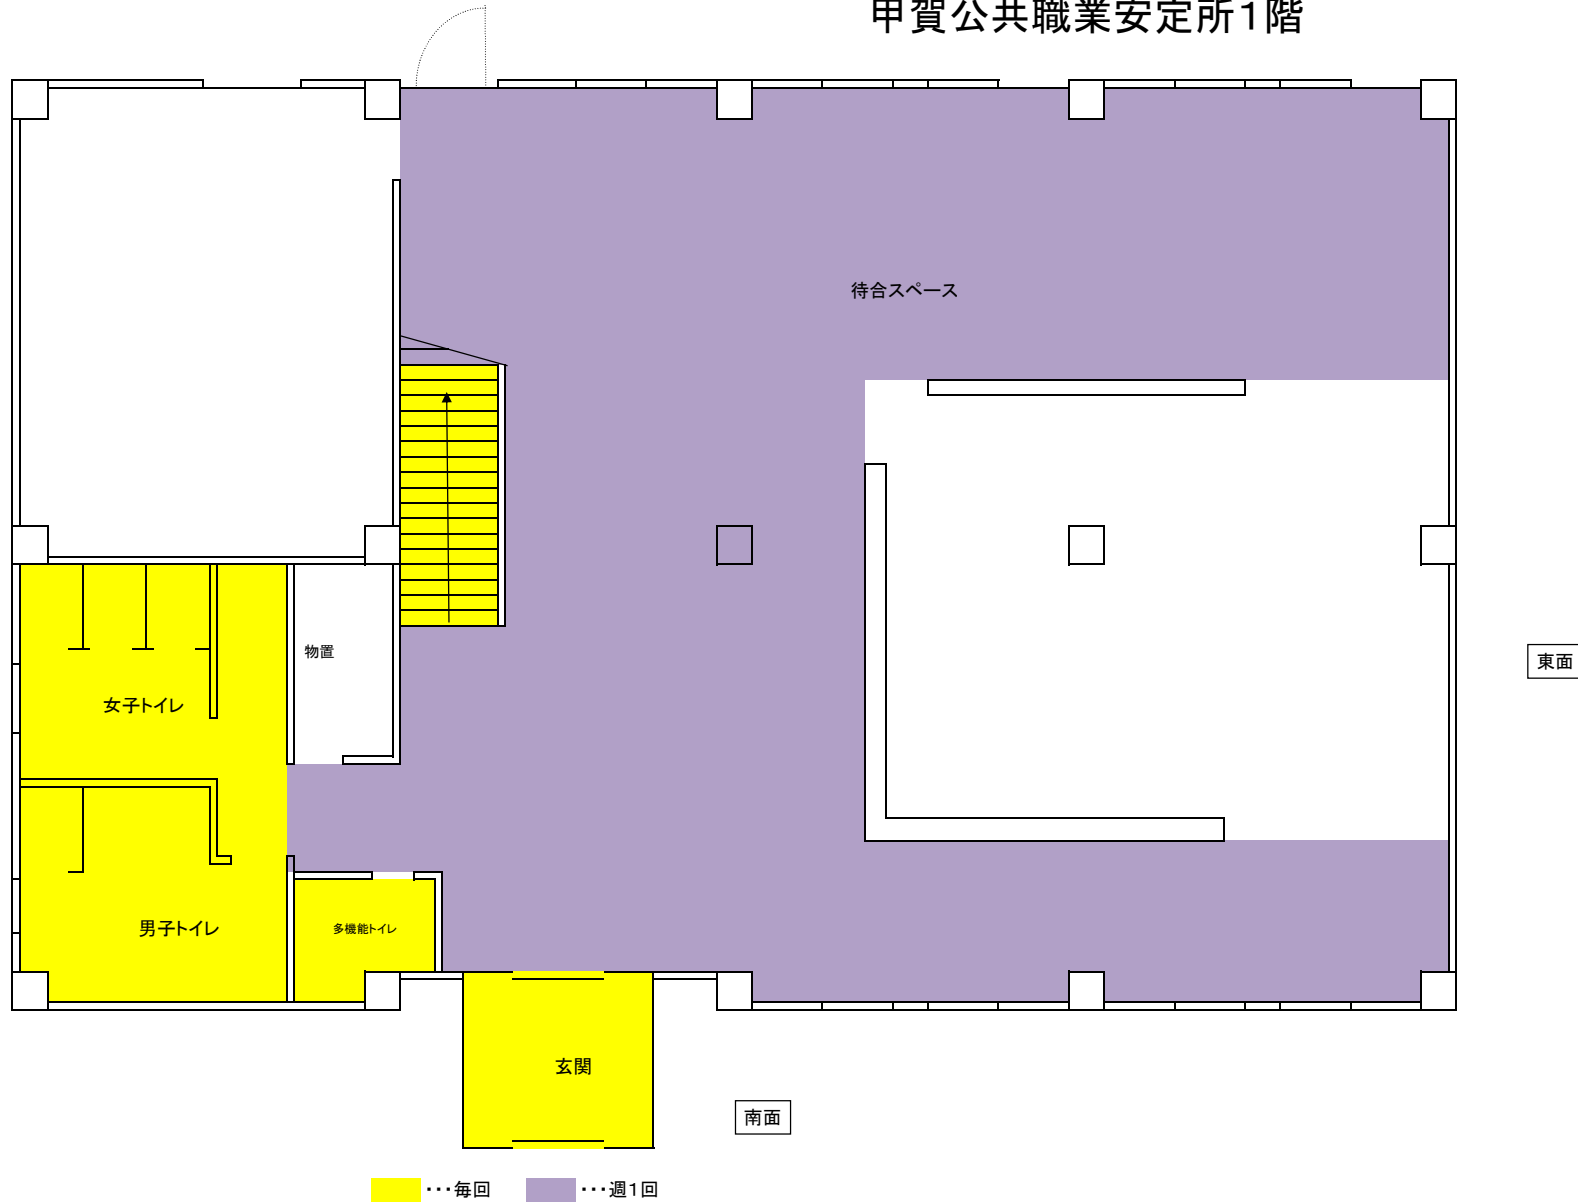 甲賀公共職業安定所1階
待合スペース
物置
東面
女子トイレ
男子トイレ
多機能トイレ
玄関
南面
･･･毎回
･･･週1回